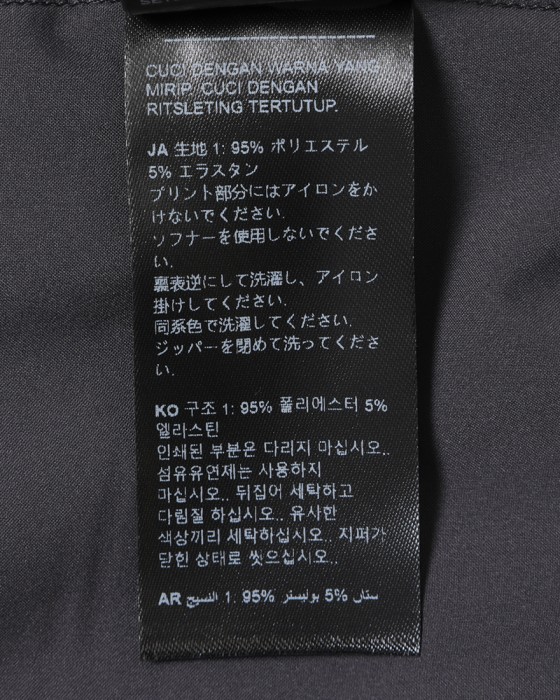 CUCI DENGAN WARNA YANG
MIRIP. CUCI DENGAN
RITSLETING TERTUTUP.
JA 生地 1: 95% ポリエステル
5% エラスタン
プリント部分にはアイロンをか
けないでください.
ソフナーを使用しないでくださ
い.
裏表逆にして洗濯し、アイロン
掛けしてください.
同系色で洗濯してください.
ジッパーを閉めて洗ってくださ
い.
KO 구조 1: 95% 폴리에스터 5%
엘라스틴
인쇄된 부분은 다리지 마십시오..
섬유유연제는 사용하지
마십시오.. 뒤집어 세탁하고
다림질 하십시오.. 유사한
색상끼리 세탁하십시오.. 지퍼가
닫힌 상태로 씻으십시오..
AR النسيج 1: 95% بوليستر 5% ستان